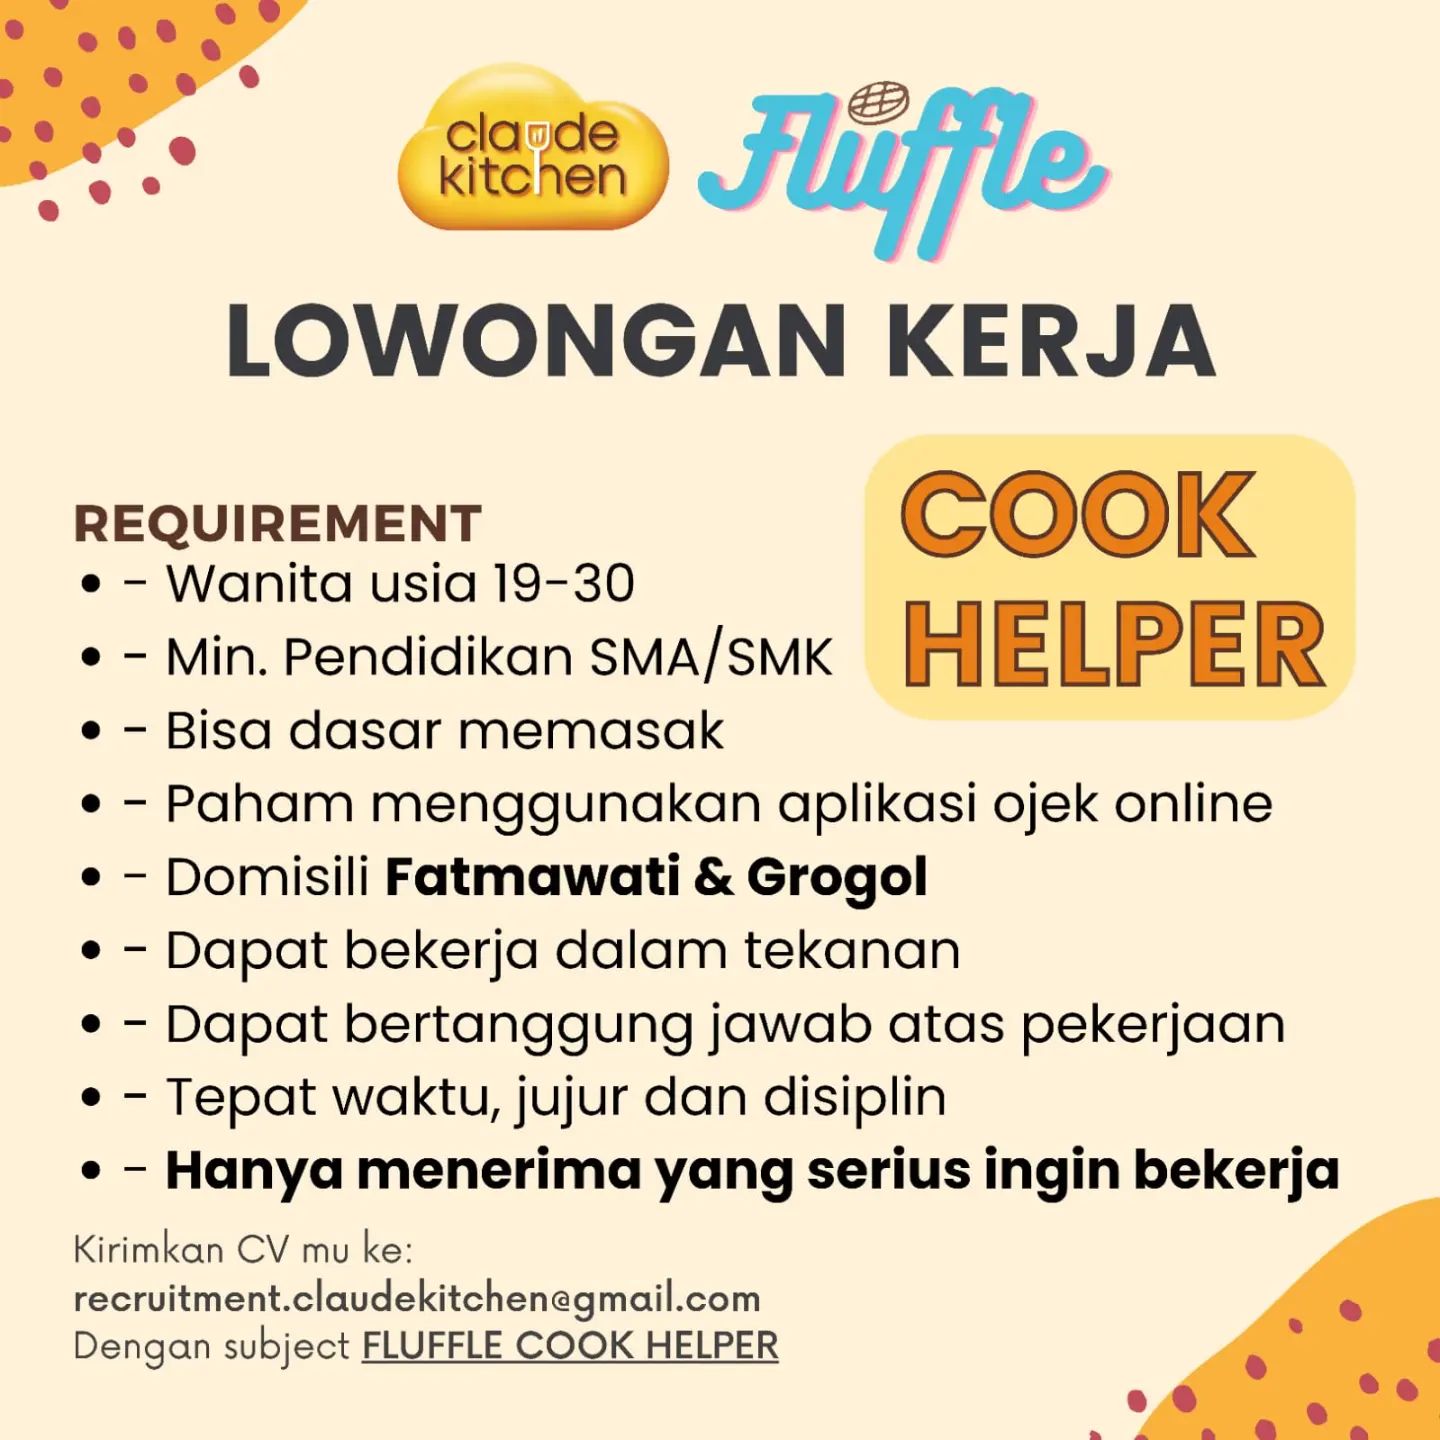 claude
kitchen
Fluffle
LOWONGAN KERJA
COOK
HELPER
REQUIREMENT
• - Wanita usia 19-30
• - Min. Pendidikan SMA/SMK
• - Bisa dasar memasak
• - Paham menggunakan aplikasi ojek online
• - Domisili Fatmawati & Grogol
• - Dapat bekerja dalam tekanan
• - Dapat bertanggung jawab atas pekerjaan
• - Tepat waktu, jujur dan disiplin
• - Hanya menerima yang serius ingin bekerja
Kirimkan CV mu ke:
recruitment.claudekitchen@gmail.com
Dengan subject FLUFFLE COOK HELPER